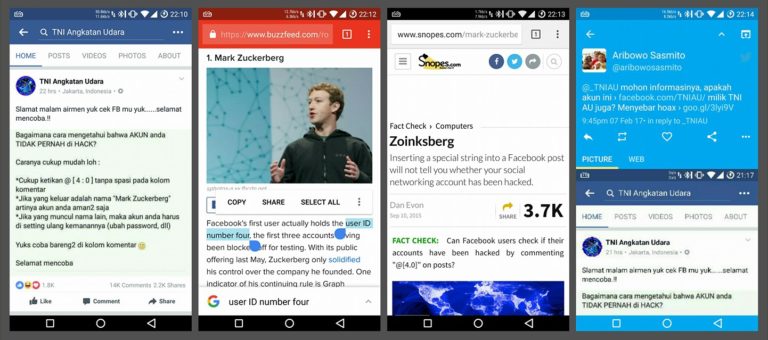 22:10
TNI Angkatan Udara
HOME POSTS VIDEOS PHOTOS ABOUT
TNI Angkatan Udara
22 hrs • Jakarta, Indonesia •
Slamat malam airmen yuk cek FB mu yuk.....selamat
mencoba.!!
Bagaimana cara mengetahui bahwa AKUN anda
TIDAK PERNAH di HACK?
Caranya cukup mudah loh :
*Cukup ketikan @ [ 4 : 0 ] tanpa spasi pada kolom
komentar
*Jika yang keluar adalah nama "Mark Zuckerberg"
artinya akun anda aman2 saja
*Jika yang muncul nama lain, maka akun anda harus
di setting ulang kemanannya (ubah password, dll)
Yuks coba bareng2 di kolom komentar
Selamat mencoba
1.8K
14K Comments 2.2K Shares
Like Comment Share
22:12
https://www.buzzfeed.com/ro
1
1. Mark Zuckerberg
COPY SHARE SELECT ALL
Facebook's first user actually holds the user ID
number four, the first three accounts ving
been blocke ff for testing. With its public
offering last May, Zuckerberg only solidified
his control over the company he founded. One
indicator of his continuing rule is Graph
user ID number four
22:13
www.snopes.com/mark-zuckerbe
1
Snopes.com
Fact Check › Computers
Zoinksberg
Inserting a special string into a Facebook post
will not tell you whether your social
networking account has been hacked.
Dan Evon
Sep 10, 2015
SHARE
3.7K
FACT CHECK: Can Facebook users check if their
accounts have been hacked by commenting
"@[4.0]" on posts?
22:14
Aribowo Sasmito
@aribowosasmito
@_TNIAU mohon informasinya, apakah
akun ini › facebook.com/TNIAU/ milik TNI
AU juga? Menyebar hoax › goo.gl/3lyi9V
9:45pm 07 Feb 17 • in reply to _TNIAU
PICTURE WEB
21:17
TNI Angkatan Udara
HOME POSTS VIDEOS PHOTOS ABOUT
TNI Angkatan Udara
21 hrs • Jakarta, Indonesia •
Slamat malam airmen yuk cek FB mu yuk.....selamat
mencoba.!!
Bagaimana cara mengetahui bahwa AKUN anda
TIDAK PERNAH di HACK?